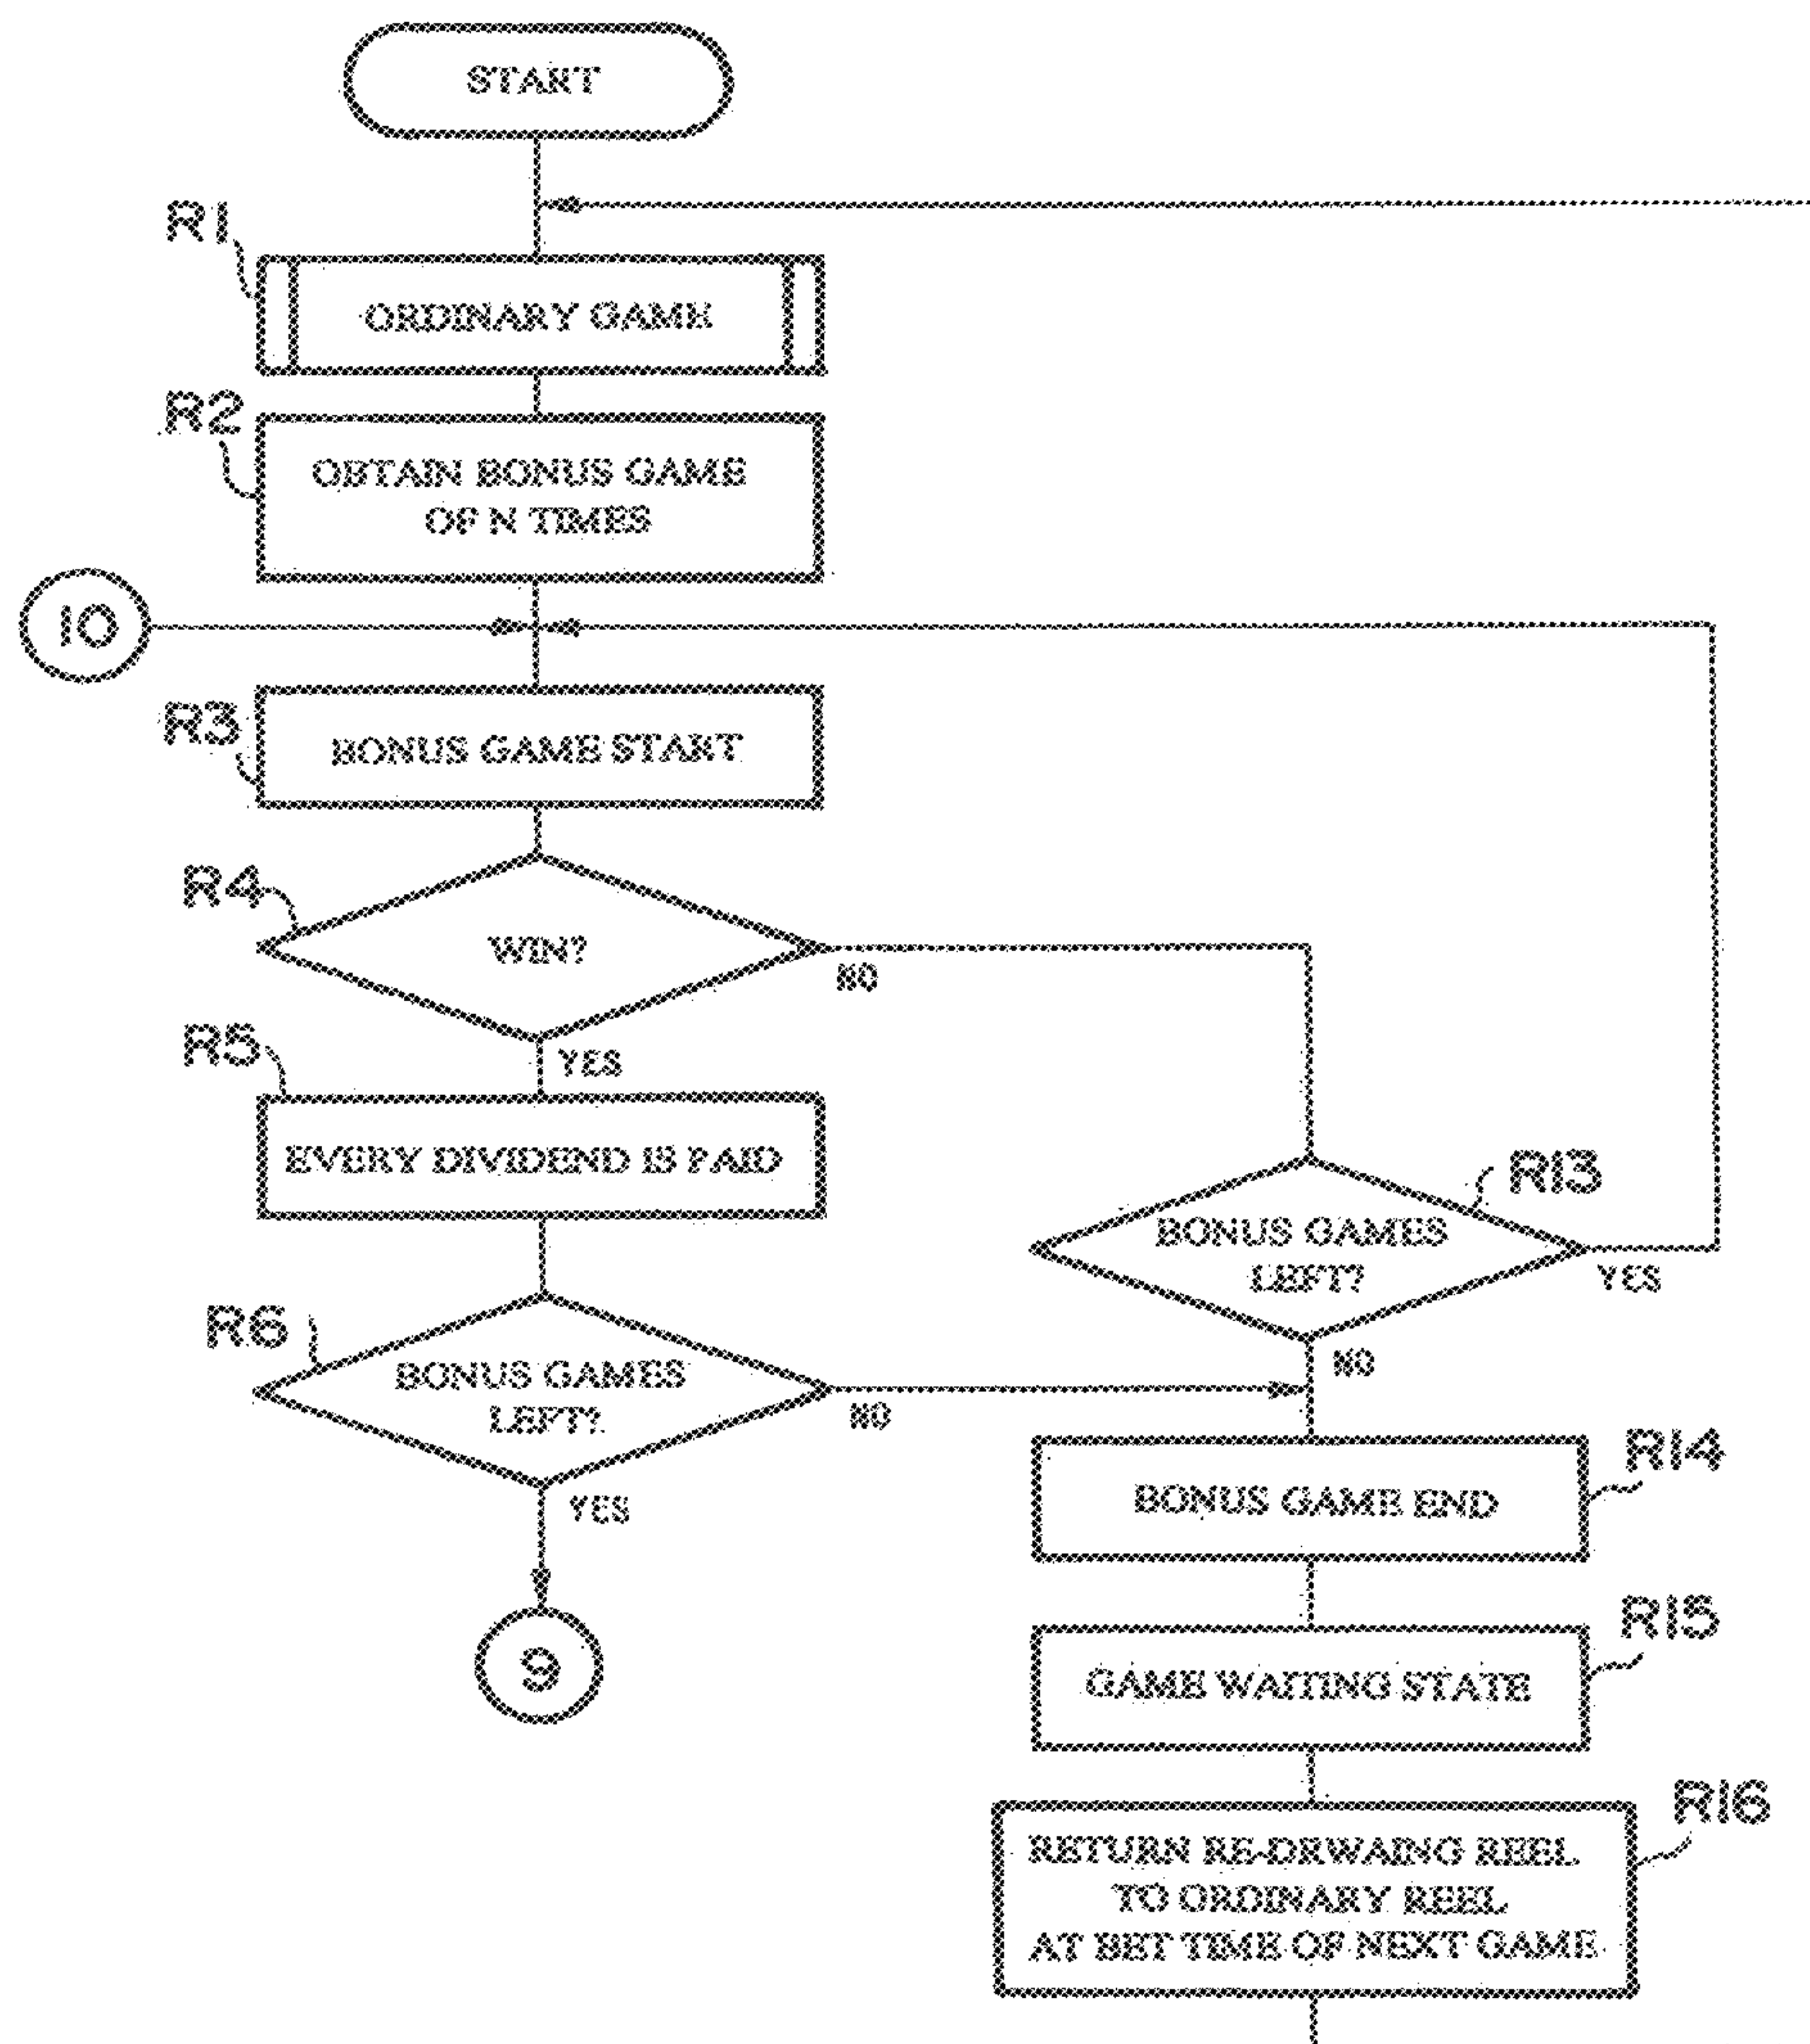 START
R1
ORDINARY GAME
R2
OBTAIN BONUS GAME
OF N TIMES
10
R3
BONUS GAME START
R4
WIN?
NO
YES
R5
EVERY DIVIDEND IS PAID
R13
BONUS GAMES
LEFT?
YES
NO
R6
BONUS GAMES
LEFT?
NO
YES
9
R14
BONUS GAME END
R15
GAME WAITING STATE
R16
RETURN RE-DRWAING REEL
TO ORDINARY REEL
AT BET TIME OF NEXT GAME